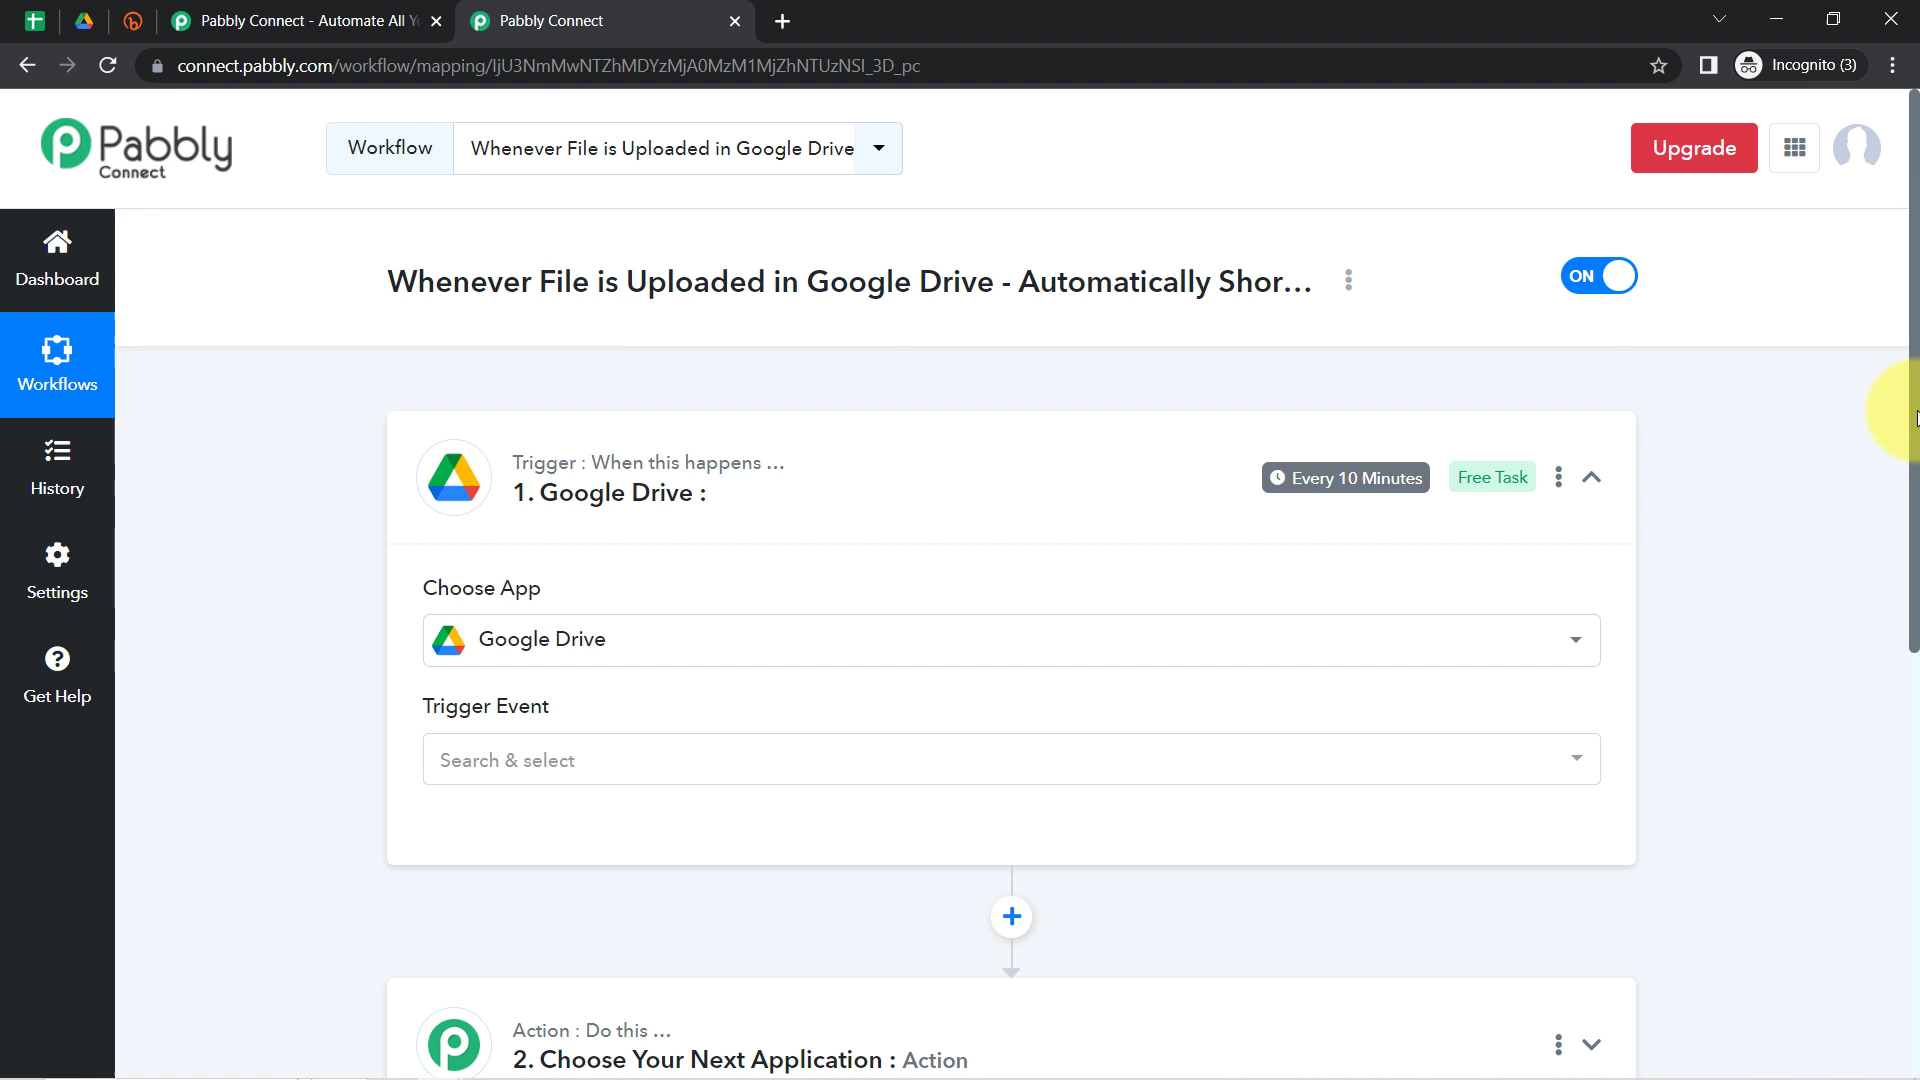 Pabbly Connect - Automate All Y
Pabbly Connect
connect.pabbly.com/workflow/mapping/IjU3NmMwNTZhMDYzMjA0MzM1MjZhNTUzNSI_3D_pc
Incognito (3)
Pabbly
Connect
Workflow
Whenever File is Uploaded in Google Drive
Upgrade
Dashboard
Workflows
History
Settings
Get Help
Whenever File is Uploaded in Google Drive - Automatically Shor...
ON
Trigger : When this happens ...
1. Google Drive :
Every 10 Minutes
Free Task
Choose App
Google Drive
Trigger Event
Search & select
Action : Do this ...
2. Choose Your Next Application : Action